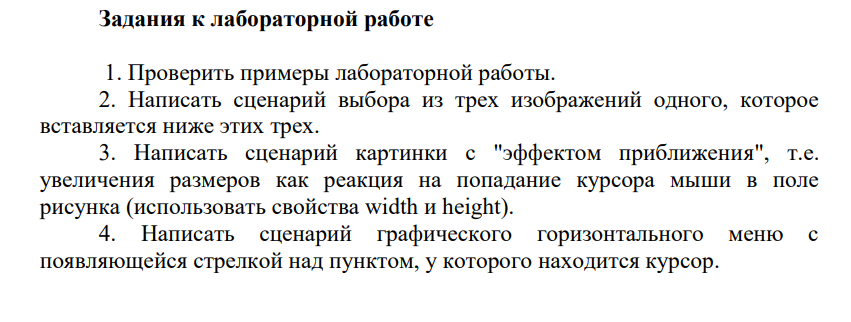 Задания к лабораторной работе
1. Проверить примеры лабораторной работы.
2. Написать сценарий выбора из трех изображений одного, которое
вставляется ниже этих трех.
3. Написать сценарий картинки с "эффектом приближения", т.е.
увеличения размеров как реакция на попадание курсора мыши в поле
рисунка (использовать свойства width и height).
4. Написать сценарий графического горизонтального меню с
появляющейся стрелкой над пунктом, у которого находится курсор.